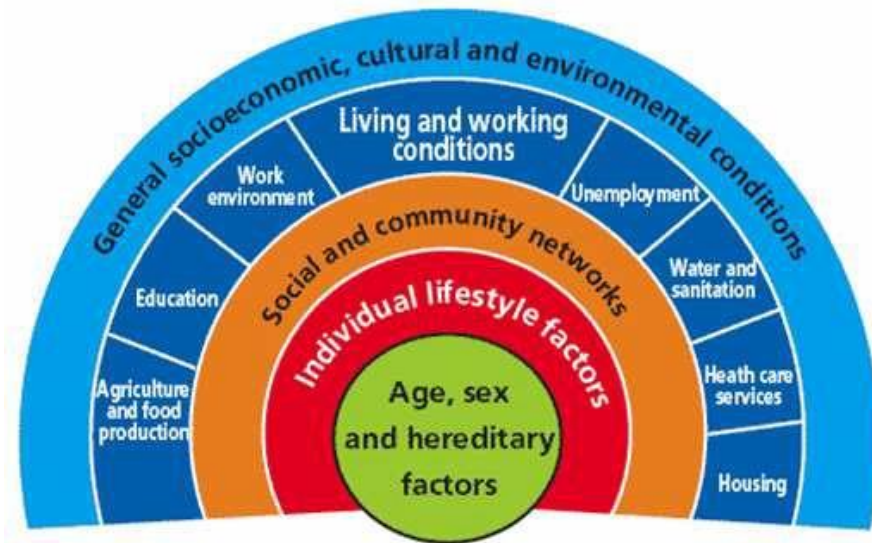 General socioeconomic, cultural and environmental conditions
Living and working
conditions
Work
environment
Unemployment
Education
Water and
sanitation
Agriculture
and food
production
Heath care
services
Housing
Social and community networks
Individual lifestyle factors
Age, sex
and hereditary
factors